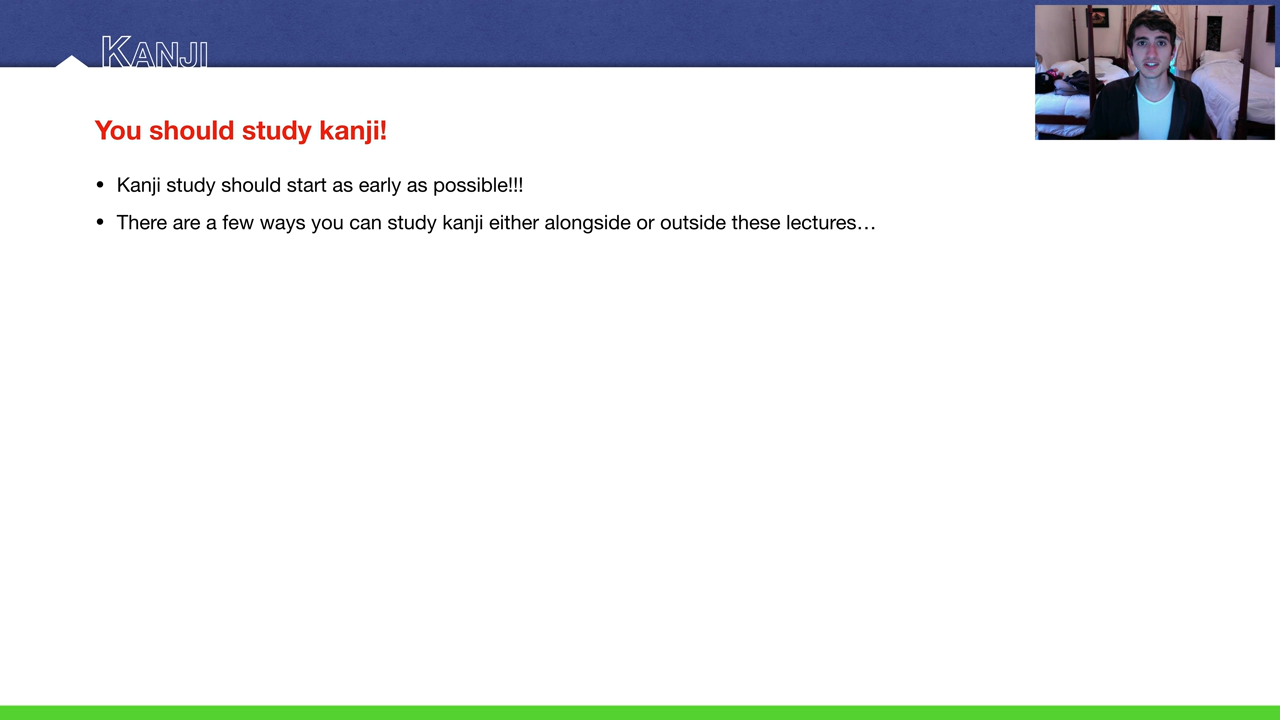 Kanji
You should study kanji!
• Kanji study should start as early as possible!!!
• There are a few ways you can study kanji either alongside or outside these lectures…